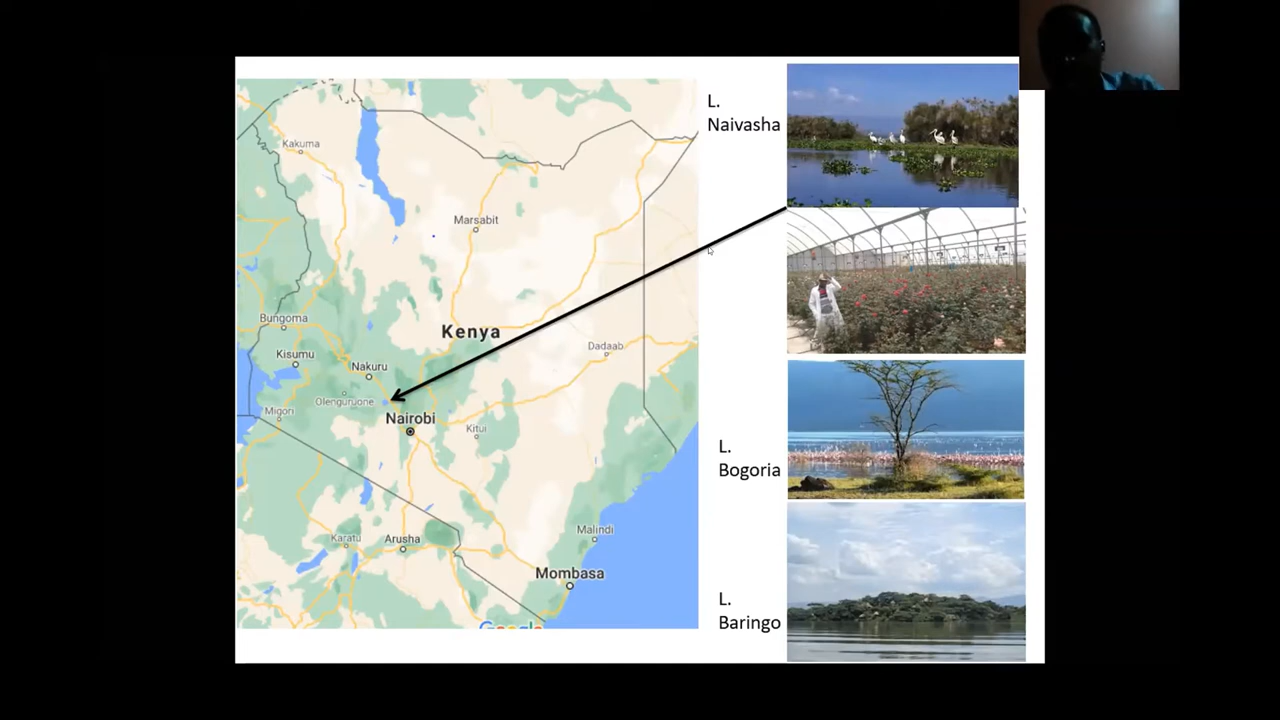 Kakuma
Marsabit
Bungoma
Kenya
Kisumu
Dadaab
Nakuru
Olenguruone
Migori
Nairobi
Kitui
Malindi
Karatu
Arusha
Mombasa
Google
L.
Naivasha
L.
Bogoria
L.
Baringo